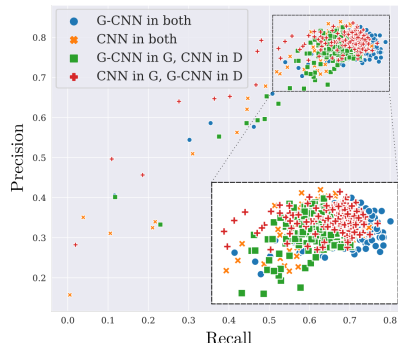 G-CNN in both
CNN in both
G-CNN in G, CNN in D
CNN in G, G-CNN in D
Precision
0.8
0.7
0.6
0.5
0.4
0.3
0.2
0.0 0.1 0.2 0.3 0.4 0.5 0.6 0.7 0.8
Recall